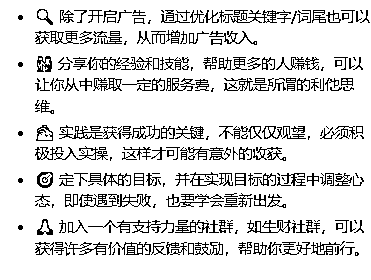 除了开启广告，通过优化标题关键字/词尾也可以
获取更多流量，从而增加广告收入。
分享你的经验和技能，帮助更多的人赚钱，可以
让你从中赚取一定的服务费，这就是所谓的利他思
维。
实践是获得成功的关键，不能仅仅观望，必须积
极投入实操，这样才可能有意外的收获。
定下具体的目标，并在实现目标的过程中调整心
态，即使遇到失败，也要学会重新出发。
加入一个有支持力量的社群，如生财社群，可以
获得许多有价值的反馈和鼓励，帮助你更好地前行。